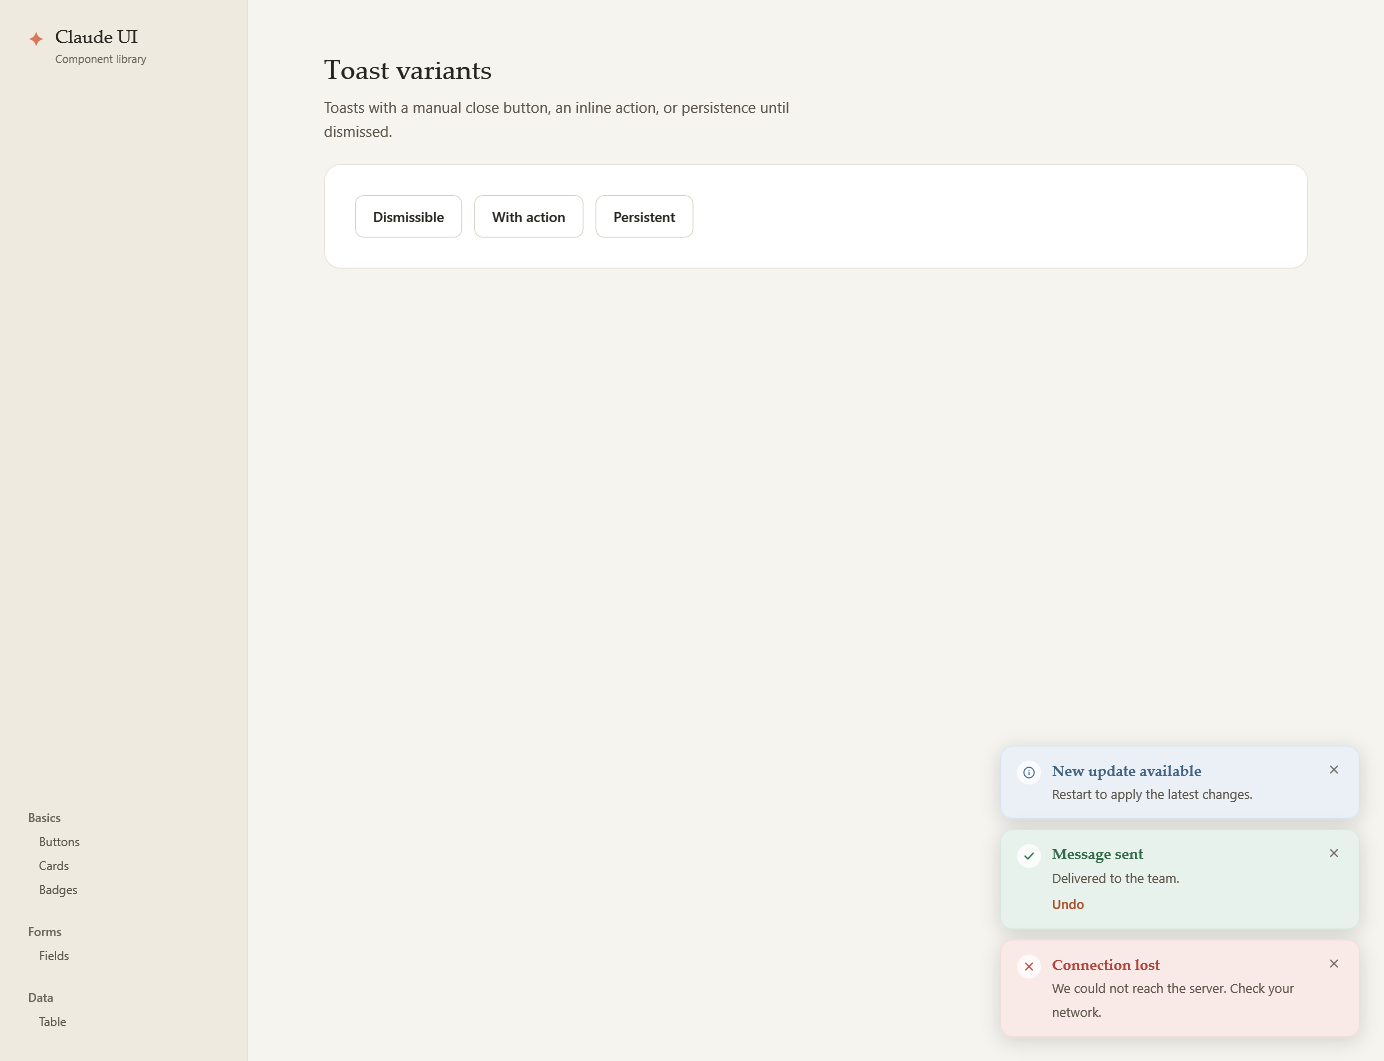 Claude UI
Component library
Basics
Buttons
Cards
Badges
Forms
Fields
Data
Table
Toast variants
Toasts with a manual close button, an inline action, or persistence until
dismissed.
Dismissible
With action
Persistent
New update available
Restart to apply the latest changes.
Message sent
Delivered to the team.
Undo
Connection lost
We could not reach the server. Check your
network.